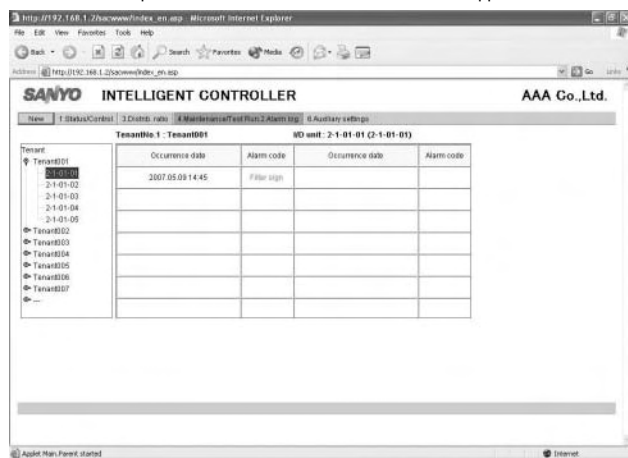 http://192.168.1.2/sacwww/index_en.asp - Microsoft Internet Explorer
File Edit View Favorites Tools Help
Back Search Favorites Media
Address http://192.168.1.2/sacwww/index_en.asp Go Links
SANYO INTELLIGENT CONTROLLER AAA Co.,Ltd.
New 1.Status/Control 3.Distrib. ratio 4.Maintenance/Test Run:2.Alarm log 6.Auxiliary settings
TenantNo.1 : Tenant001 I/D unit : 2-1-01-01 (2-1-01-01)
Tenant
Occurrence date Alarm code Occurrence date Alarm code
Tenant001
2-1-01-01
2007.05.09 14:45 Filter sign
2-1-01-02
2-1-01-03
2-1-01-04
2-1-01-05
Tenant002
Tenant003
Tenant004
Tenant005
Tenant006
Tenant007
---
Applet Main.Parent started Internet